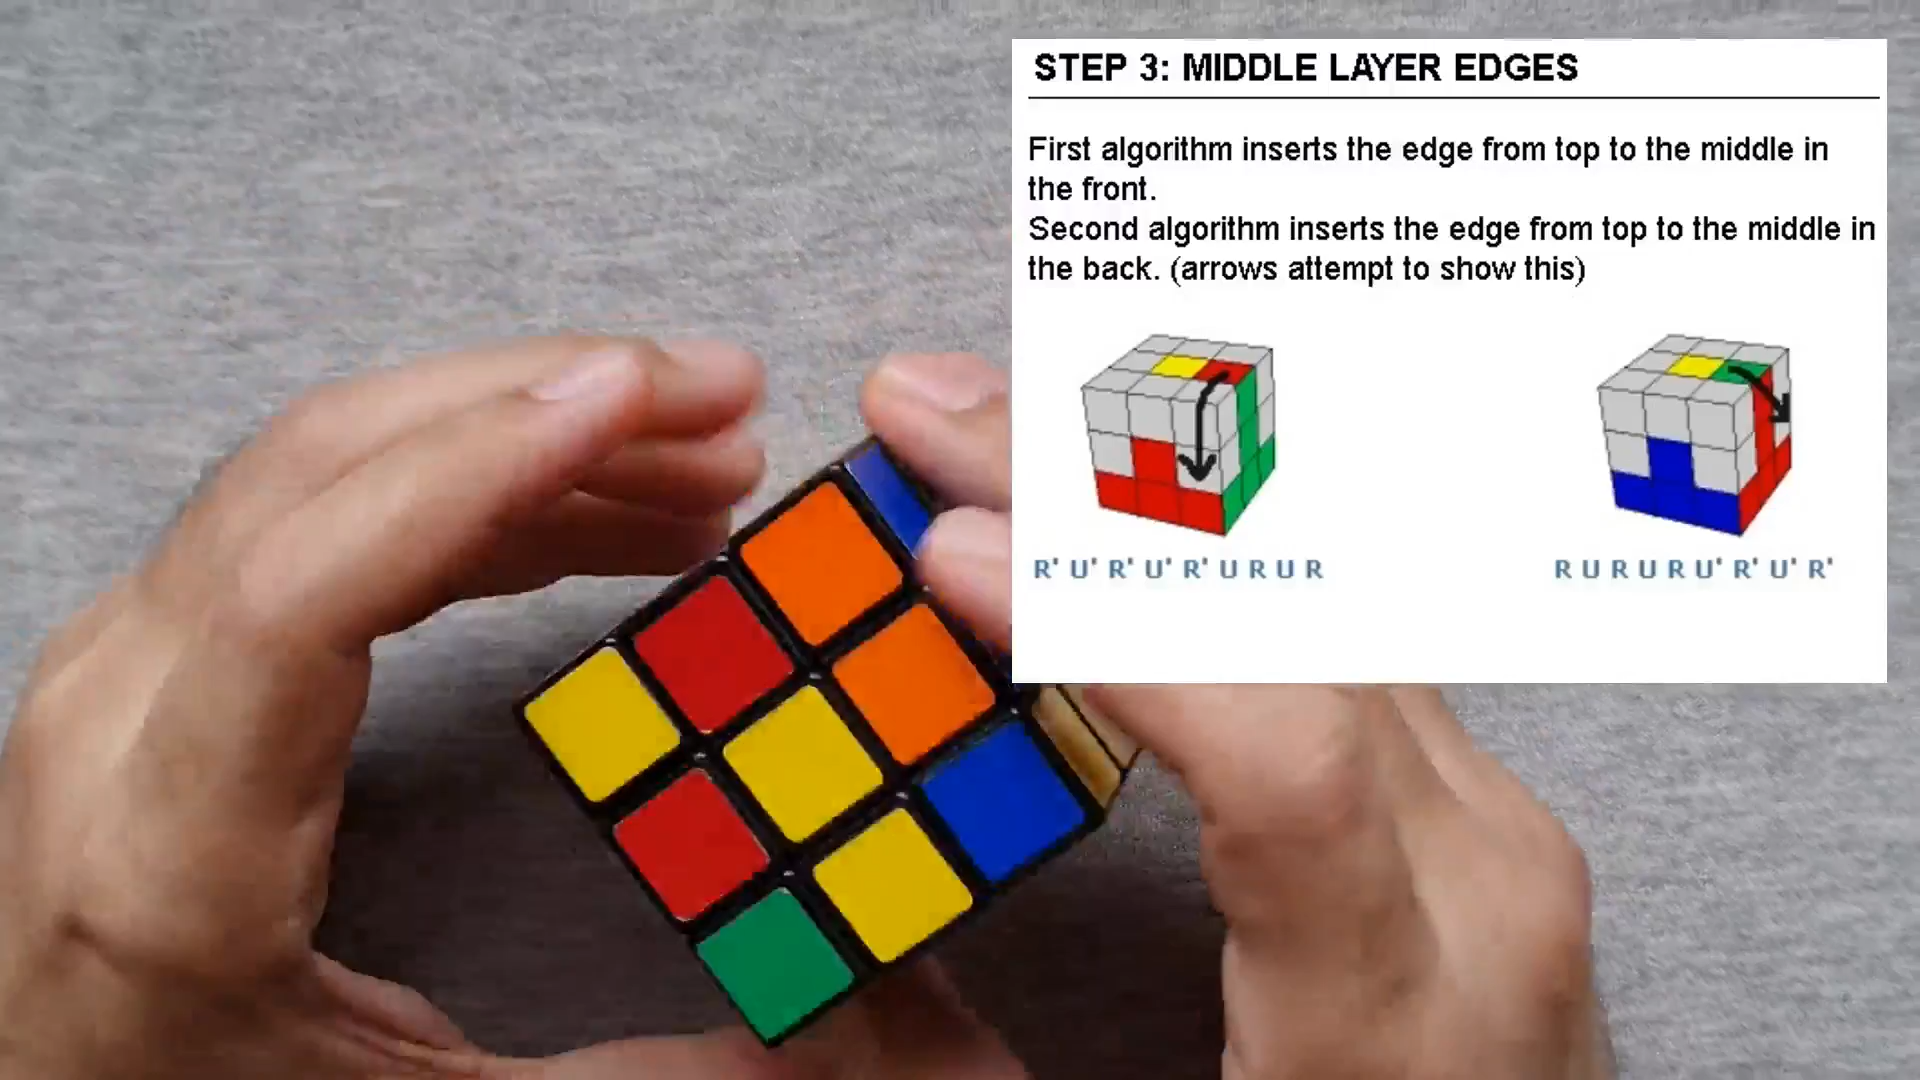 STEP 3: MIDDLE LAYER EDGES
First algorithm inserts the edge from top to the middle in
the front.
Second algorithm inserts the edge from top to the middle in
the back. (arrows attempt to show this)
R' U' R' U' R' U R U R
R U R U R U' R' U' R'